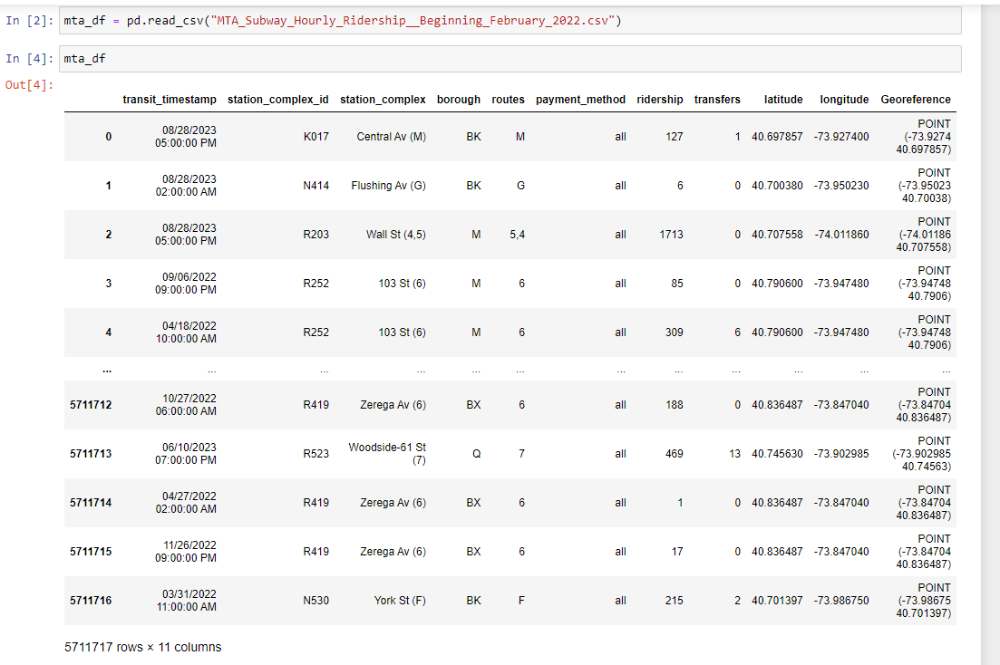 In [2]: mta_df = pd.read_csv("MTA_Subway_Hourly_Ridership__Beginning_February_2022.csv")
In [4]: mta_df
Out[4]:
transit_timestamp station_complex_id station_complex borough routes payment_method ridership transfers latitude longitude Georeference
0 08/28/2023 05:00:00 PM K017 Central Av (M) BK M all 127 1 40.697857 -73.927400 POINT (-73.9274 40.697857)
1 08/28/2023 02:00:00 AM N414 Flushing Av (G) BK G all 6 0 40.700380 -73.950230 POINT (-73.95023 40.70038)
2 08/28/2023 05:00:00 PM R203 Wall St (4,5) M 5,4 all 1713 0 40.707558 -74.011860 POINT (-74.01186 40.707558)
3 09/06/2022 09:00:00 PM R252 103 St (6) M 6 all 85 0 40.790600 -73.947480 POINT (-73.94748 40.7906)
4 04/18/2022 10:00:00 AM R252 103 St (6) M 6 all 309 6 40.790600 -73.947480 POINT (-73.94748 40.7906)
... ... ... ... ... ... ... ... ... ... ... ...
5711712 10/27/2022 06:00:00 AM R419 Zerega Av (6) BX 6 all 188 0 40.836487 -73.847040 POINT (-73.84704 40.836487)
5711713 06/10/2023 07:00:00 PM R523 Woodside-61 St (7) Q 7 all 469 13 40.745630 -73.902985 POINT (-73.902985 40.74563)
5711714 04/27/2022 02:00:00 AM R419 Zerega Av (6) BX 6 all 1 0 40.836487 -73.847040 POINT (-73.84704 40.836487)
5711715 11/26/2022 09:00:00 PM R419 Zerega Av (6) BX 6 all 17 0 40.836487 -73.847040 POINT (-73.84704 40.836487)
5711716 03/31/2022 11:00:00 AM N530 York St (F) BK F all 215 2 40.701397 -73.986750 POINT (-73.98675 40.701397)
5711717 rows × 11 columns